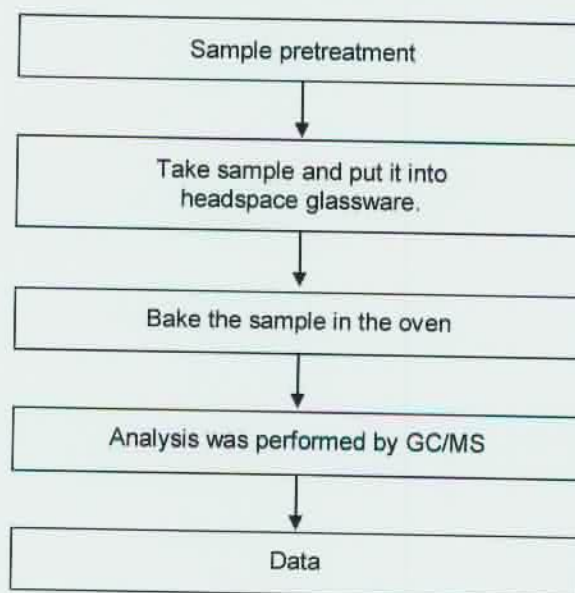 Sample pretreatment
Take sample and put it into
headspace glassware.
Bake the sample in the oven
Analysis was performed by GC/MS
Data